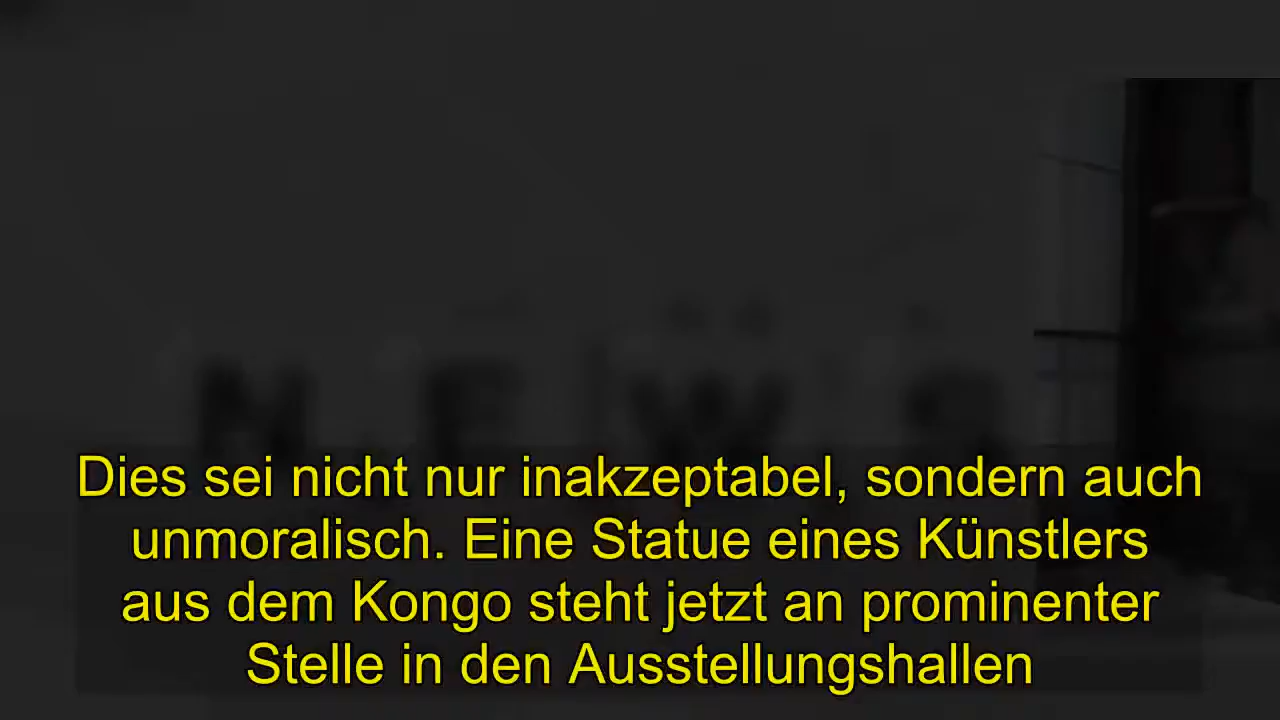 NEWS
Dies sei nicht nur inakzeptabel, sondern auch
unmoralisch. Eine Statue eines Künstlers
aus dem Kongo steht jetzt an prominenter
Stelle in den Ausstellungshallen